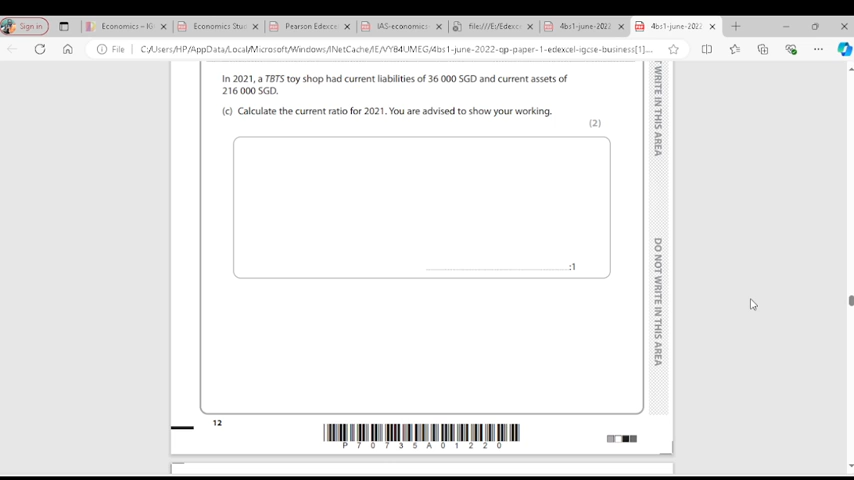 Sign in
Economics – K
Economics Stu
Pearson Edexce
IAS-economics
file:///E:/Edexc
4bs1-june-2022
4bs1-june-2022
File
C:/Users/HP/AppData/Local/Microsoft/Windows/INetCache/IE/VY84UMEG/4bs1-june-2022-qp-paper-1-edexcel-igcse-business[1]....
In 2021, a TBTS toy shop had current liabilities of 36 000 SGD and current assets of
216 000 SGD.
(c) Calculate the current ratio for 2021. You are advised to show your working.
(2)
:1
T WRITE IN THIS AREA
DO NOT WRITE IN THIS AREA
12
P 7 0 7 3 5 A 0 1 2 2 0